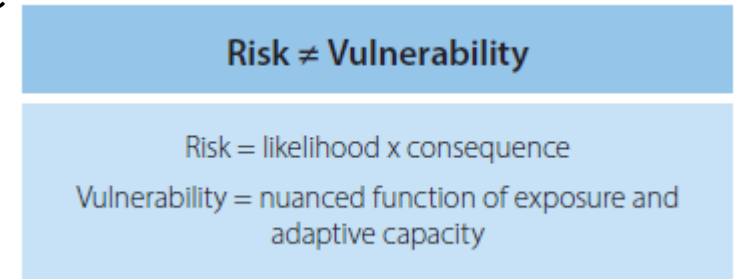 Risk ≠ Vulnerability
Risk = likelihood x consequence
Vulnerability = nuanced function of exposure and
adaptive capacity